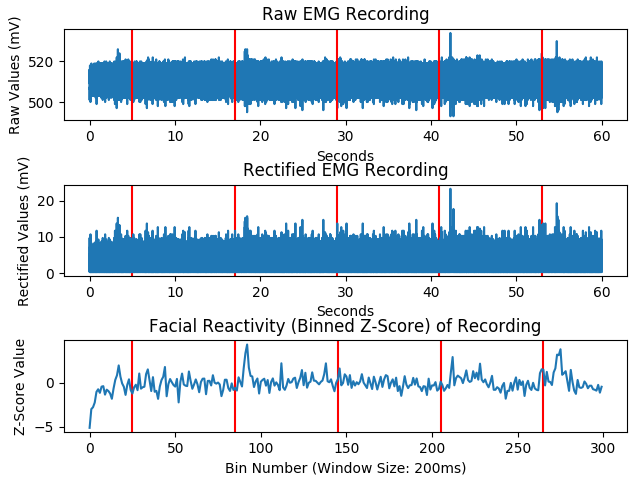 Raw EMG Recording
Raw Values (mV)
520
500
0 10 20 30 40 50 60
Seconds
Rectified EMG Recording
Rectified Values (mV)
20
10
0
0 10 20 30 40 50 60
Seconds
Facial Reactivity (Binned Z-Score) of Recording
Z-Score Value
0
−5
0 50 100 150 200 250 300
Bin Number (Window Size: 200ms)